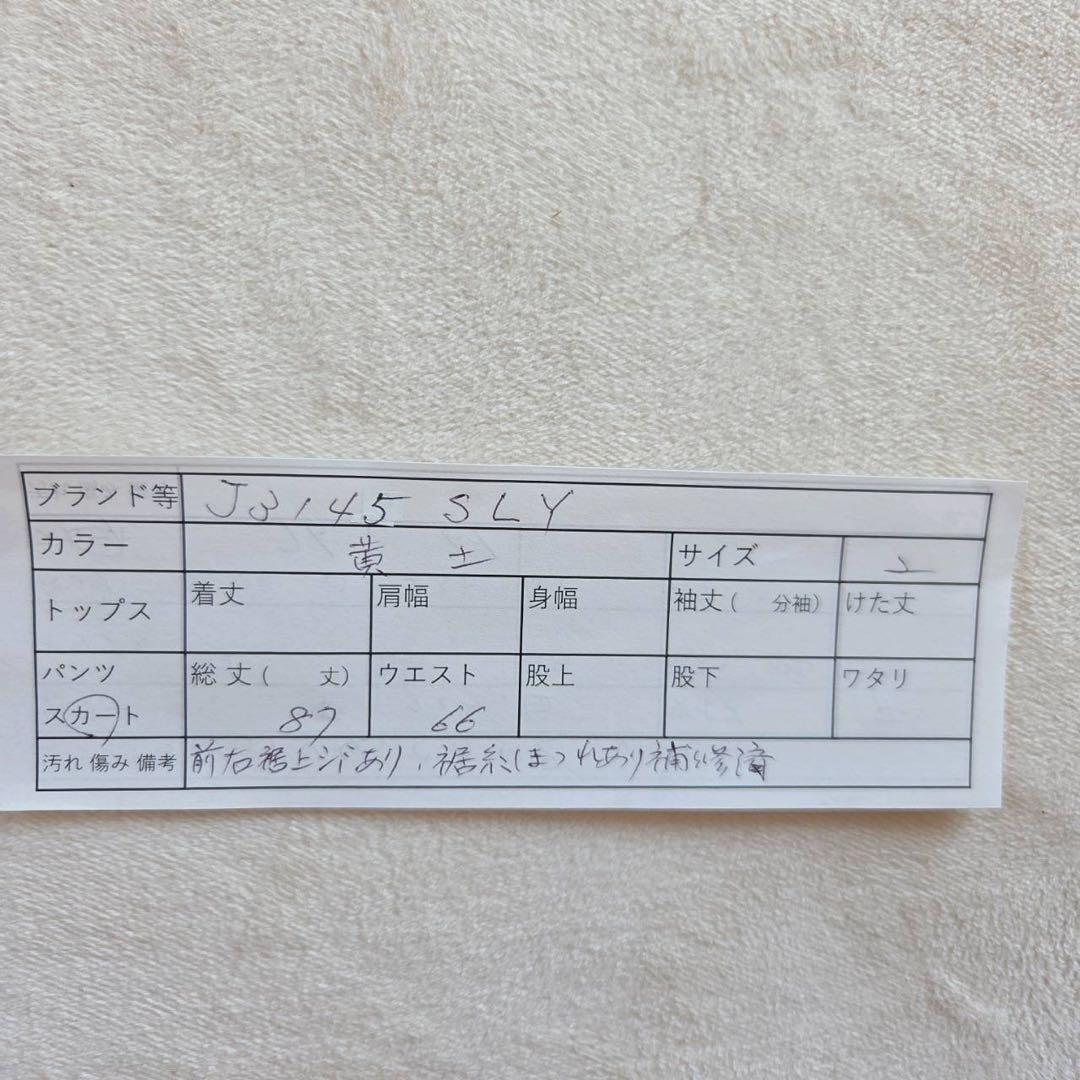 ブランド等 J3145 SLY
カラー 黄土 サイズ 2
トップス 着丈 肩幅 身幅 袖丈( 分袖) けた丈
パンツ 総丈( 丈) ウエスト 股上 股下 ワタリ
スカート 87 66
汚れ 傷み 備考 前右裾上シミあり、裾糸ほつれあり補修済